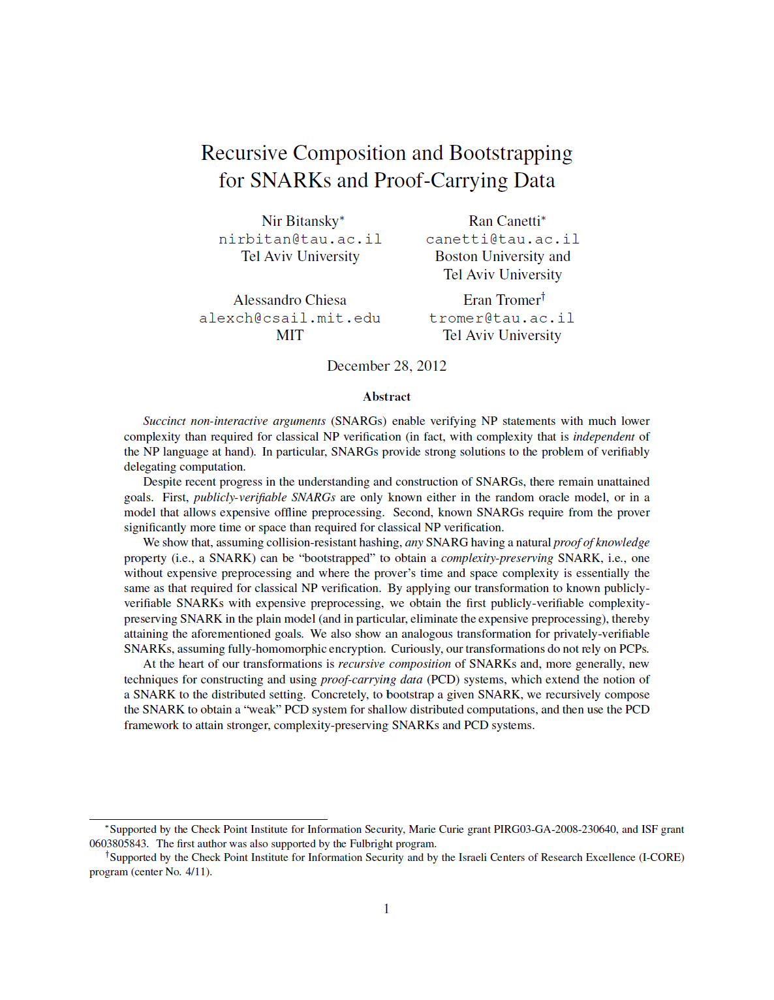 Recursive Composition and Bootstrapping
for SNARKs and Proof-Carrying Data
Nir Bitansky*
nirbitan@tau.ac.il
Tel Aviv University
Ran Canetti*
canetti@tau.ac.il
Boston University and
Tel Aviv University
Alessandro Chiesa
alexch@csail.mit.edu
MIT
Eran Tromer†
tromer@tau.ac.il
Tel Aviv University
December 28, 2012
Abstract
Succinct non-interactive arguments (SNARGs) enable verifying NP statements with much lower
complexity than required for classical NP verification (in fact, with complexity that is independent of
the NP language at hand). In particular, SNARGs provide strong solutions to the problem of verifiably
delegating computation.
Despite recent progress in the understanding and construction of SNARGs, there remain unattained
goals. First, publicly-verifiable SNARGs are only known either in the random oracle model, or in a
model that allows expensive offline preprocessing. Second, known SNARGs require from the prover
significantly more time or space than required for classical NP verification.
We show that, assuming collision-resistant hashing, any SNARG having a natural proof of knowledge
property (i.e., a SNARK) can be “bootstrapped” to obtain a complexity-preserving SNARK, i.e., one
without expensive preprocessing and where the prover’s time and space complexity is essentially the
same as that required for classical NP verification. By applying our transformation to known publicly-
verifiable SNARKs with expensive preprocessing, we obtain the first publicly-verifiable complexity-
preserving SNARK in the plain model (and in particular, eliminate the expensive preprocessing), thereby
attaining the aforementioned goals. We also show an analogous transformation for privately-verifiable
SNARKs, assuming fully-homomorphic encryption. Curiously, our transformations do not rely on PCPs.
At the heart of our transformations is recursive composition of SNARKs and, more generally, new
techniques for constructing and using proof-carrying data (PCD) systems, which extend the notion of
a SNARK to the distributed setting. Concretely, to bootstrap a given SNARK, we recursively compose
the SNARK to obtain a “weak” PCD system for shallow distributed computations, and then use the PCD
framework to attain stronger, complexity-preserving SNARKs and PCD systems.
*Supported by the Check Point Institute for Information Security, Marie Curie grant PIRG03-GA-2008-230640, and ISF grant
0603805843. The first author was also supported by the Fulbright program.
†Supported by the Check Point Institute for Information Security and by the Israeli Centers of Research Excellence (I-CORE)
program (center No. 4/11).
1